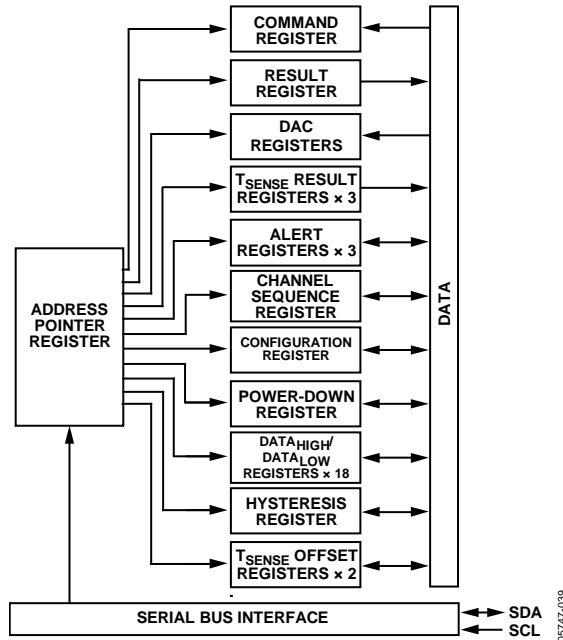 COMMAND
REGISTER
RESULT
REGISTER
DAC
REGISTERS
TSENSE RESULT
REGISTERS × 3
ALERT
REGISTERS × 3
CHANNEL
SEQUENCE
REGISTER
CONFIGURATION
REGISTER
POWER-DOWN
REGISTER
DATAHIGH/
DATALOW
REGISTERS × 18
HYSTERESIS
REGISTER
TSENSE OFFSET
REGISTERS × 2
ADDRESS
POINTER
REGISTER
DATA
SERIAL BUS INTERFACE
SDA
SCL
05747-039